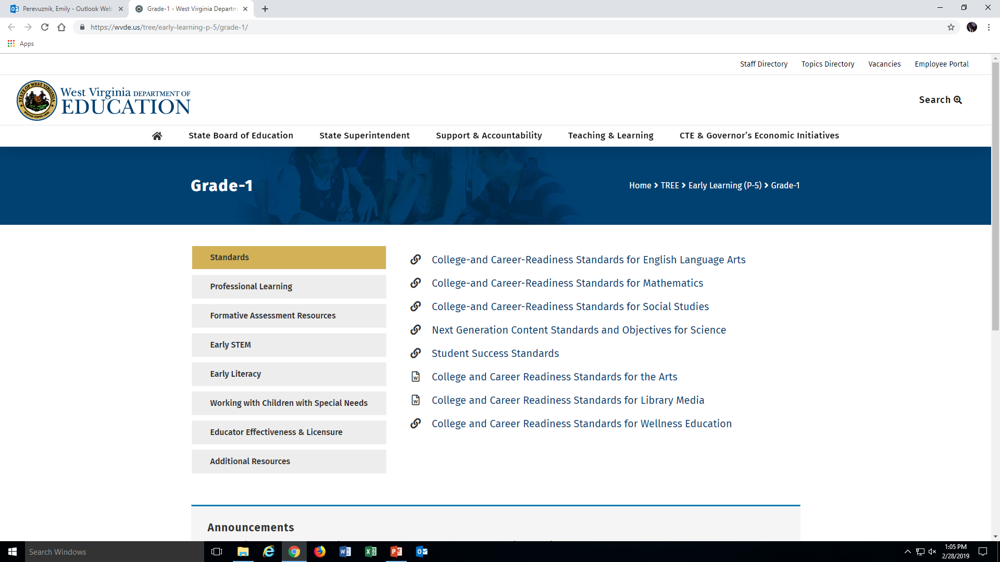 Perevuznik, Emily - Outlook Web
Grade-1 - West Virginia Departm
https://wvde.us/tree/early-learning-p-5/grade-1/
Apps
Staff Directory
Topics Directory
Vacancies
Employee Portal
STATE OF WEST VIRGINIA
MONTANI SEMPER LIBERI
West Virginia DEPARTMENT OF
EDUCATION
Search
State Board of Education
State Superintendent
Support & Accountability
Teaching & Learning
CTE & Governor’s Economic Initiatives
Grade-1
Home > TREE > Early Learning (P-5) > Grade-1
Standards
Professional Learning
Formative Assessment Resources
Early STEM
Early Literacy
Working with Children with Special Needs
Educator Effectiveness & Licensure
Additional Resources
College-and Career-Readiness Standards for English Language Arts
College-and Career-Readiness Standards for Mathematics
College-and Career-Readiness Standards for Social Studies
Next Generation Content Standards and Objectives for Science
Student Success Standards
College and Career Readiness Standards for the Arts
College and Career Readiness Standards for Library Media
College and Career Readiness Standards for Wellness Education
Announcements
Search Windows
1:05 PM
2/28/2019